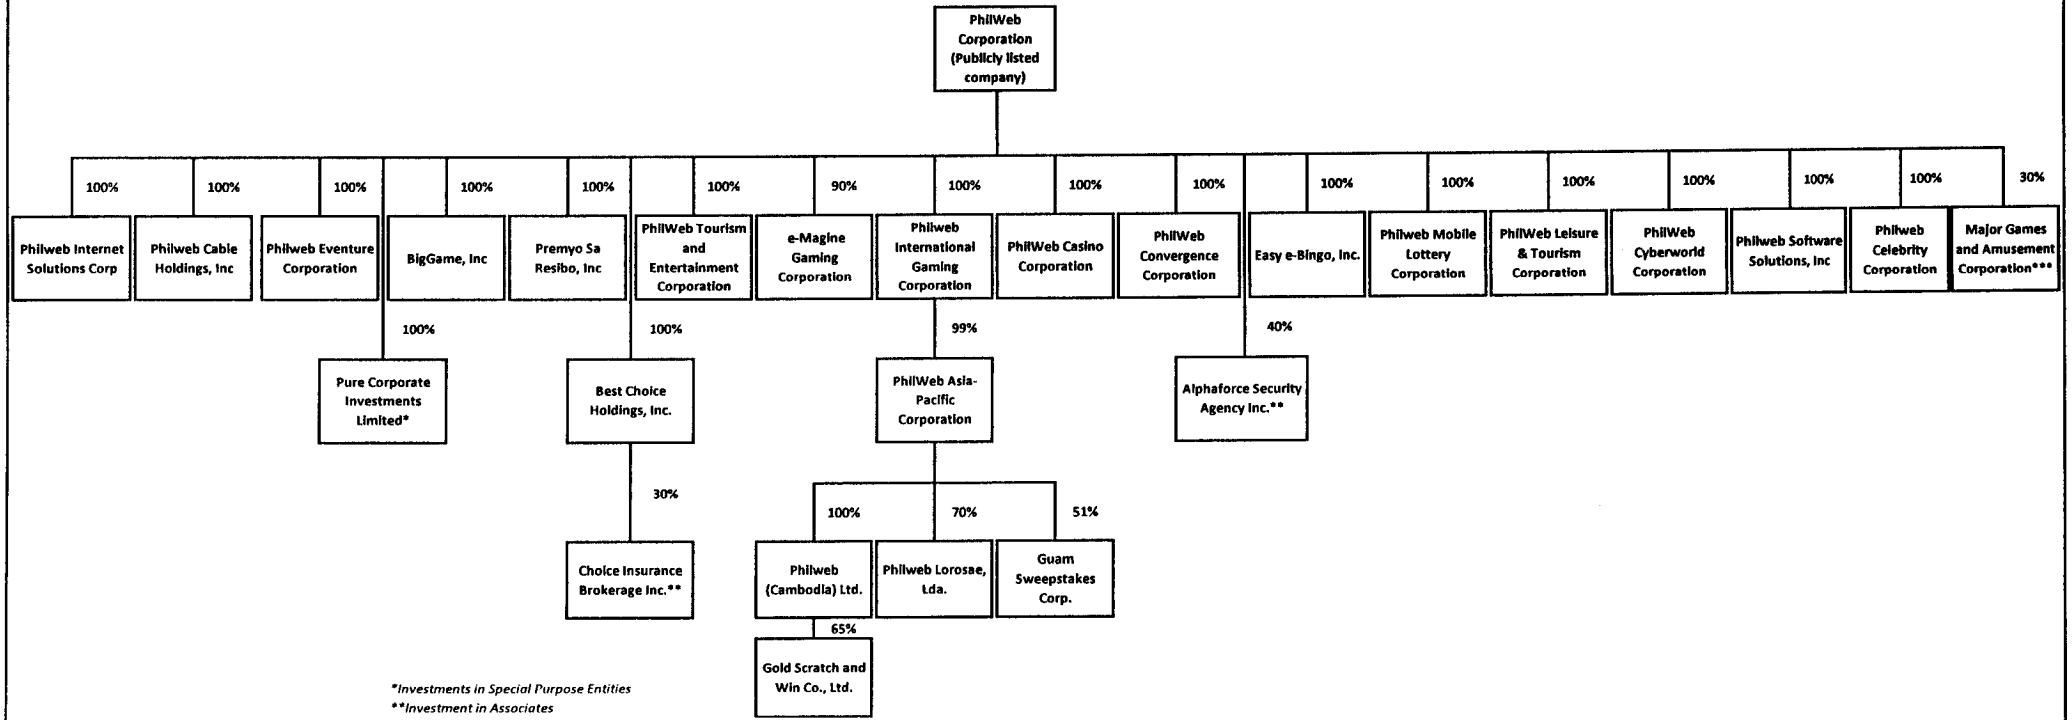 PhilWeb
Corporation
(Publicly listed
company)
100%
100%
100%
100%
100%
100%
90%
100%
100%
100%
100%
100%
100%
100%
100%
100%
30%
Philweb Internet
Solutions Corp
Philweb Cable
Holdings, Inc
Philweb Eventure
Corporation
BigGame, Inc
Premyo Sa
Resibo, Inc
PhilWeb Tourism
and
Entertainment
Corporation
e-Magine
Gaming
Corporation
Philweb
International
Gaming
Corporation
PhilWeb Casino
Corporation
PhilWeb
Convergence
Corporation
Easy e-Bingo, Inc.
Philweb Mobile
Lottery
Corporation
PhilWeb Leisure
& Tourism
Corporation
PhilWeb
Cyberworld
Corporation
Philweb Software
Solutions, Inc
Philweb
Celebrity
Corporation
Major Games
and Amusement
Corporation***
100%
100%
99%
40%
Pure Corporate
Investments
Limited*
Best Choice
Holdings, Inc.
PhilWeb Asia-
Pacific
Corporation
Alphaforce Security
Agency Inc.**
30%
100%
70%
51%
Choice Insurance
Brokerage Inc.**
Philweb
(Cambodia) Ltd.
Philweb Lorosae,
Lda.
Guam
Sweepstakes
Corp.
65%
Gold Scratch and
Win Co., Ltd.
*Investments in Special Purpose Entities
**Investment in Associates